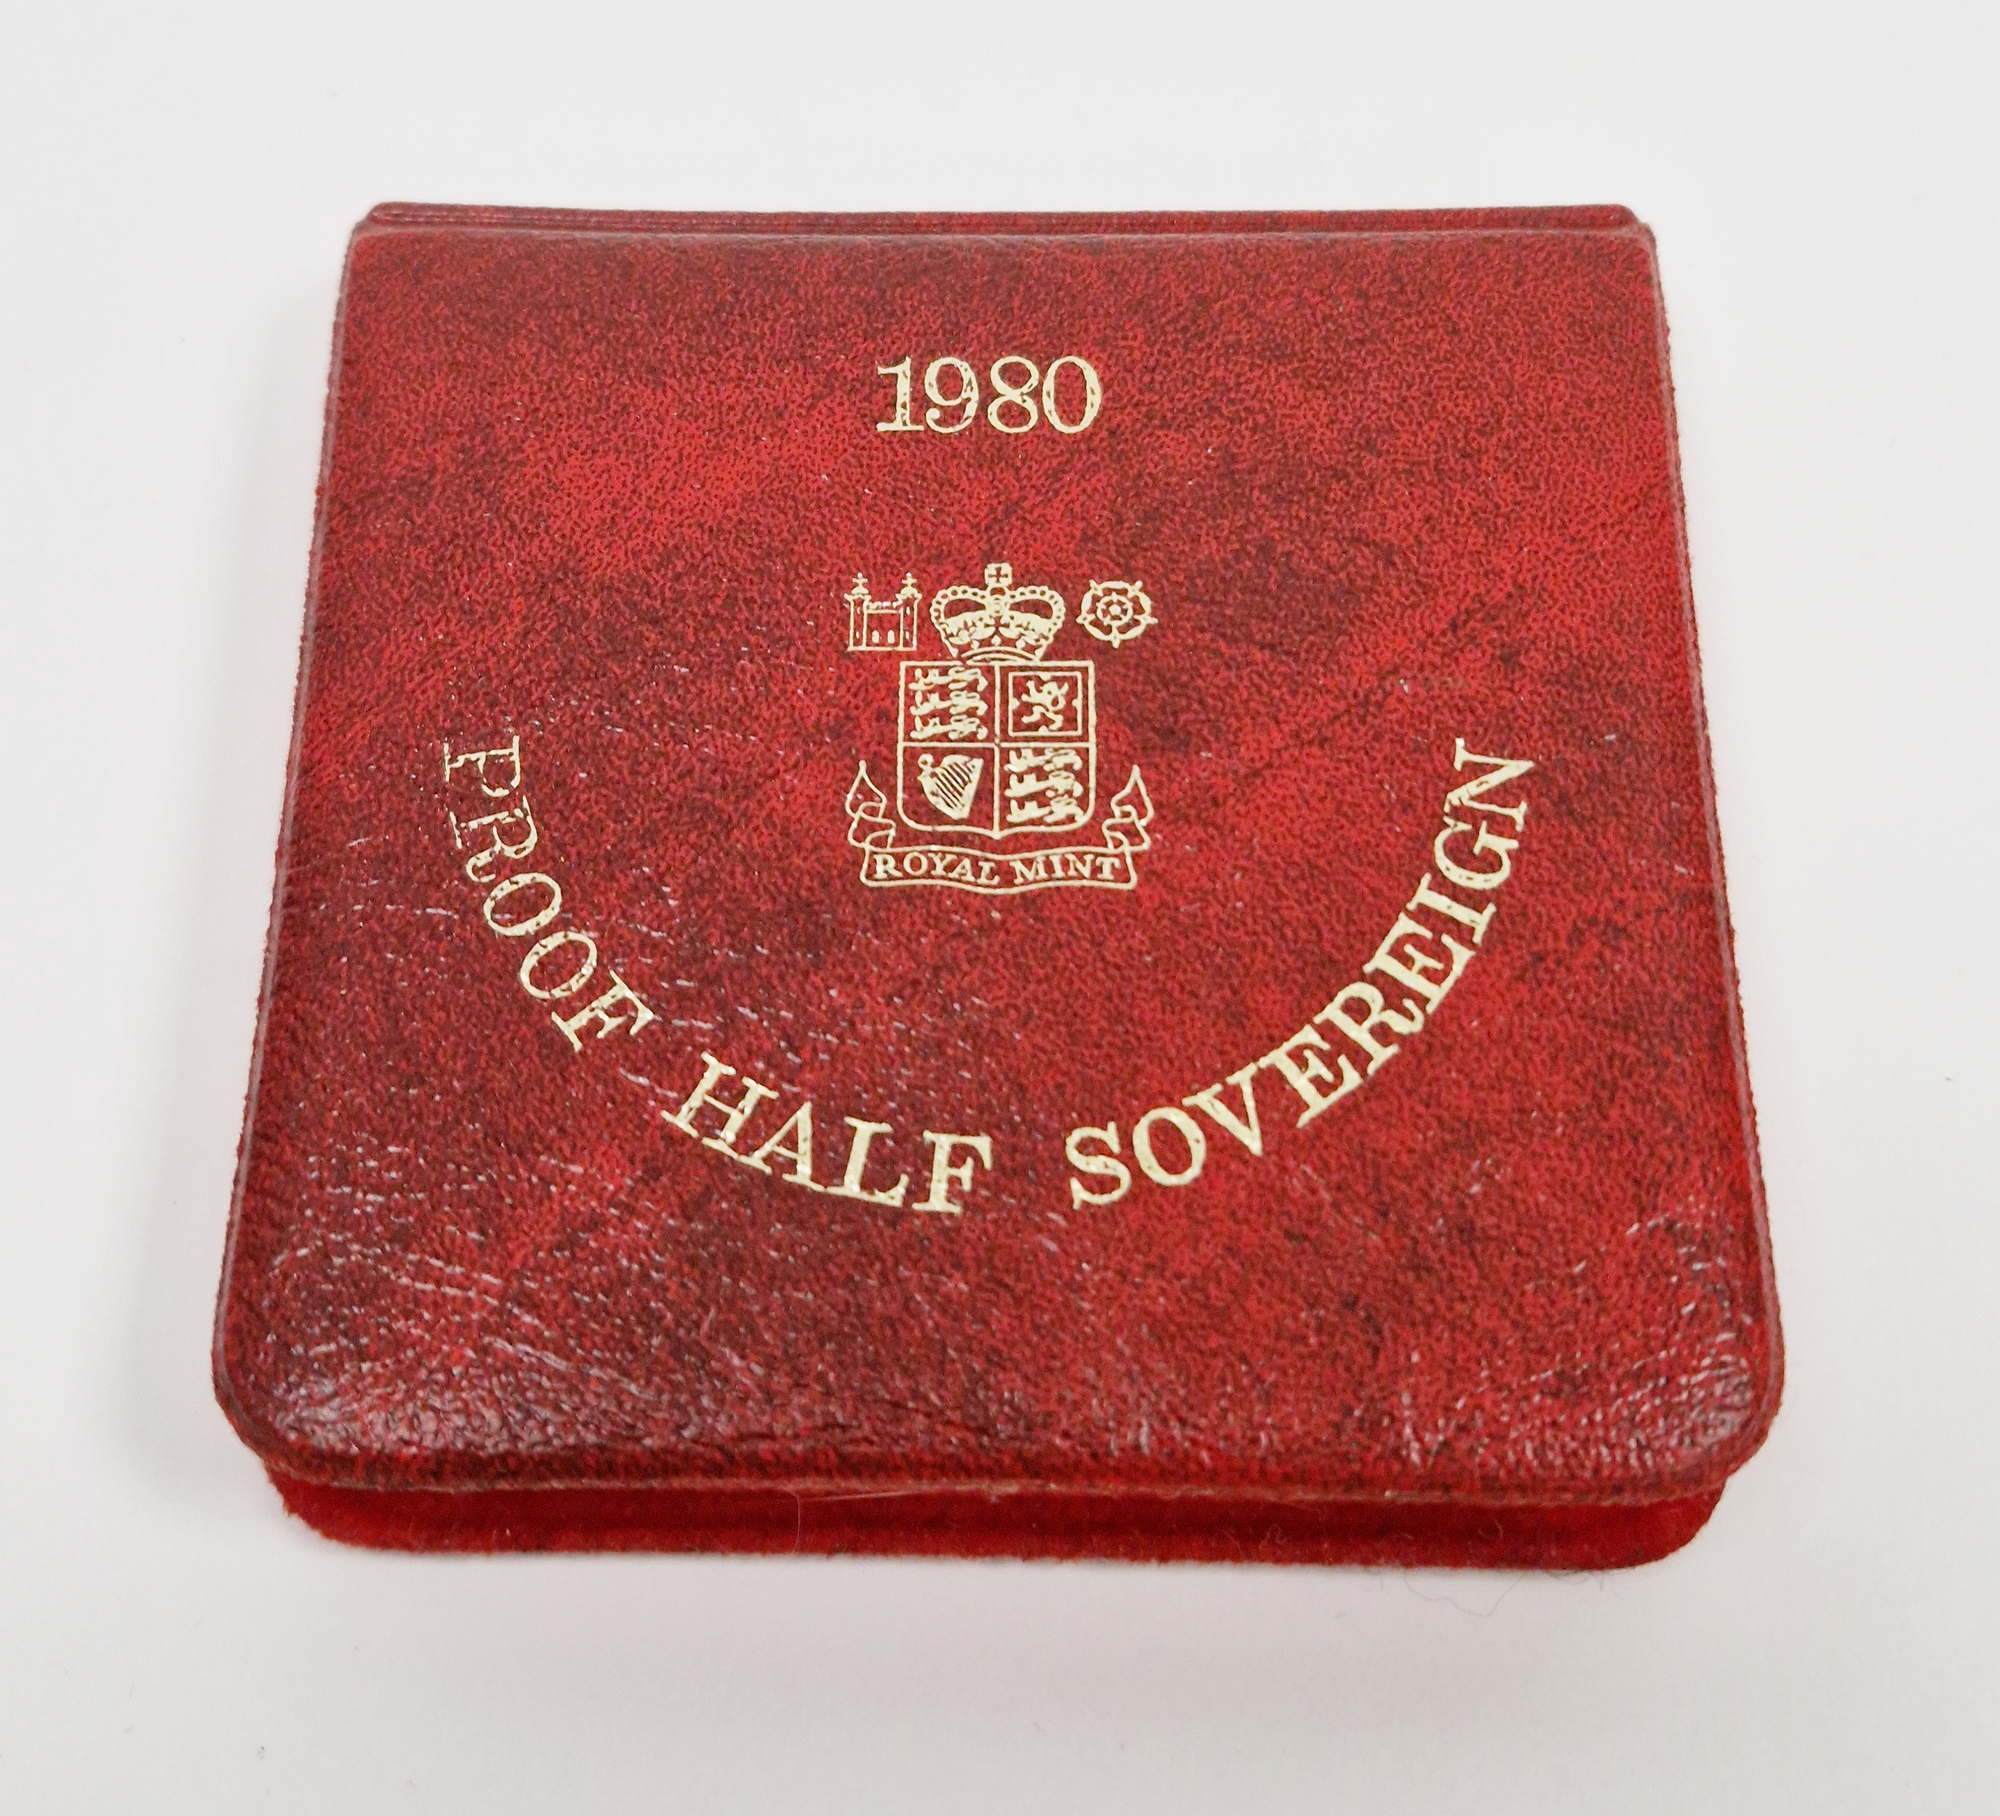 1980
ROYAL MINT
PROOF HALF SOVEREIGN